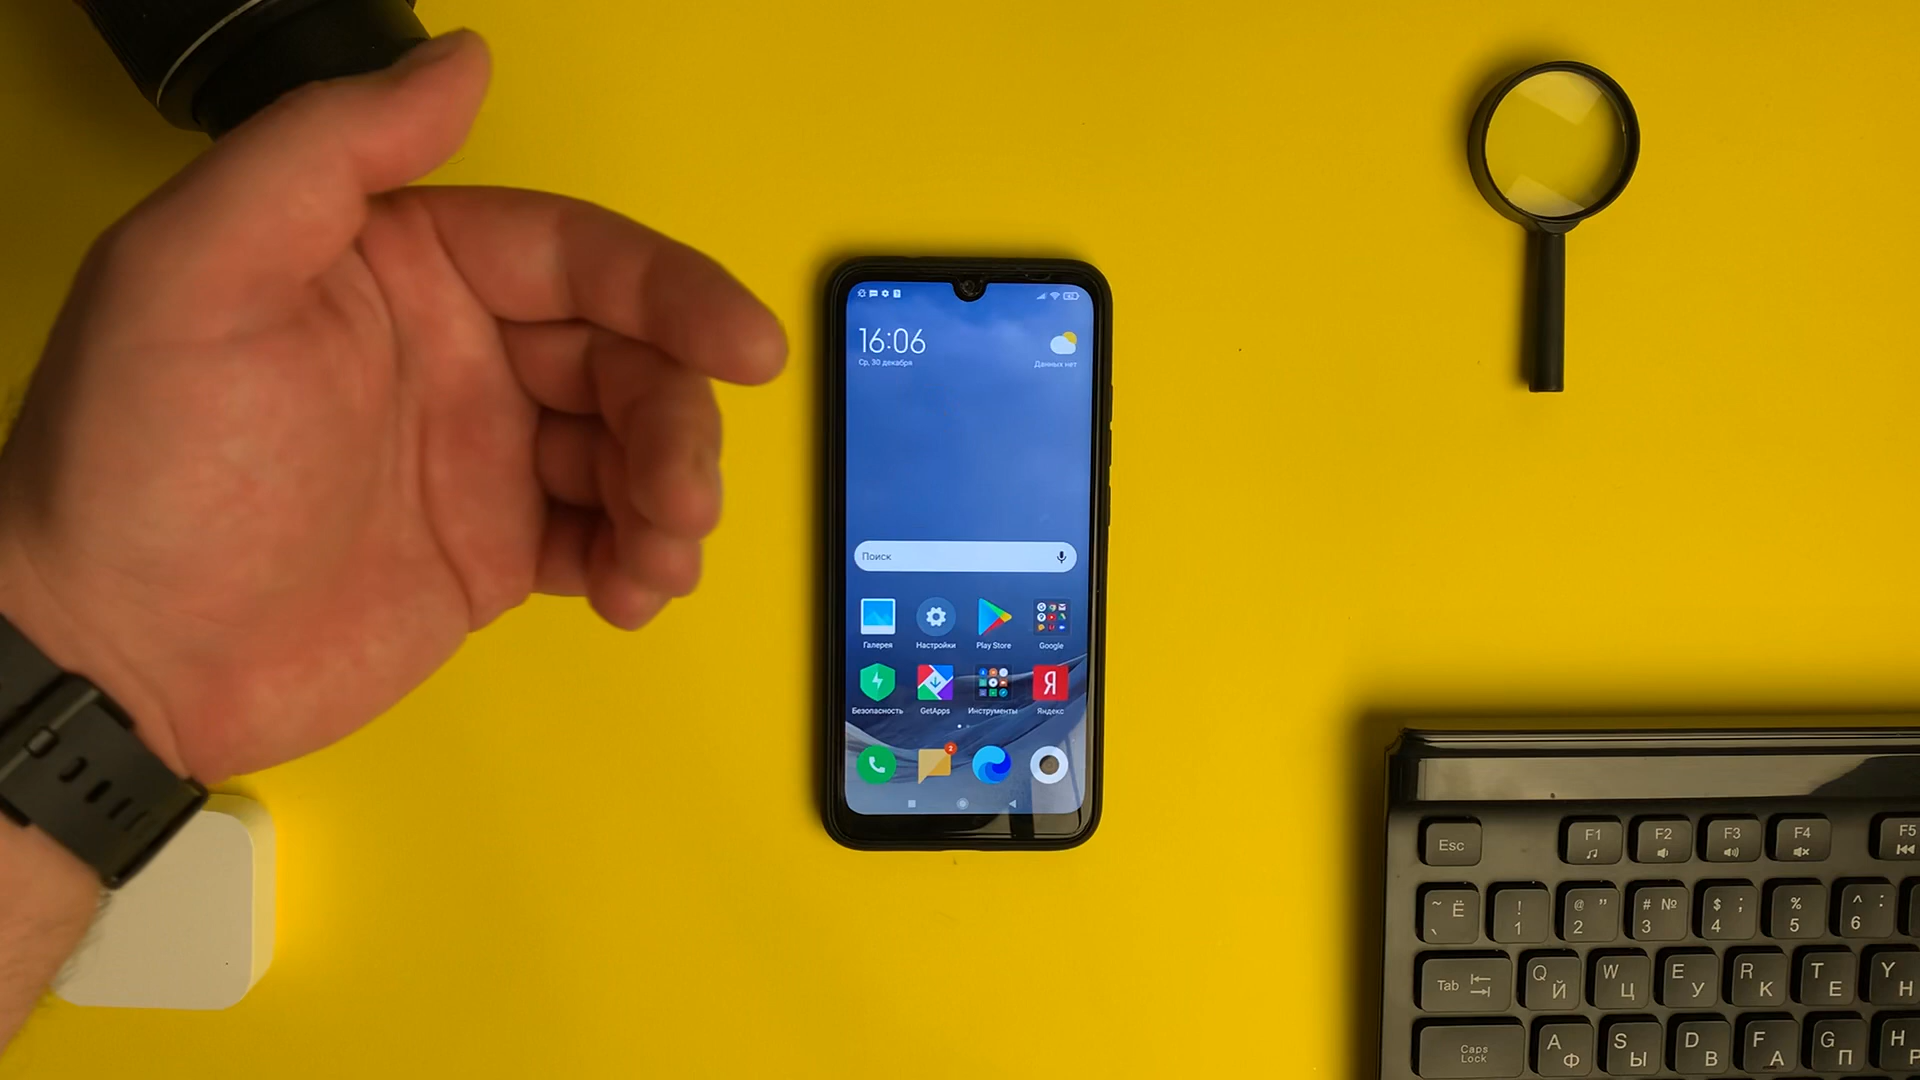 16:06
Ср, 30 декабря
Данных нет
Поиск
Галерея
Настройки
Play Store
Google
Я
Безопасность
GetApps
Инструменты
Яндекс
2
Esc
F1
F2
F3
F4
F5
~ Ё
! 1
@ " 2
# № 3
$ ; 4
% 5
^ : 6
Tab
Q Й
W Ц
E У
R К
T Е
Y Н
Caps Lock
A Ф
S Ы
D В
F А
G П
H Р